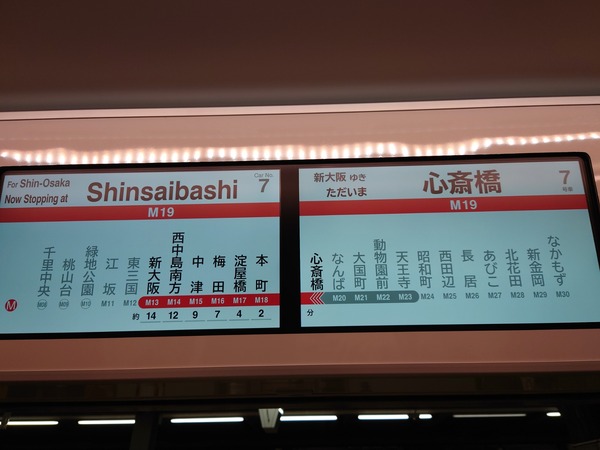 For Shin-Osaka
Now Stopping at
Shinsaibashi
Car No.
7
M19
千里中央
桃山台
緑地公園
江坂
東三国
新大阪
西中島南方
中津
梅田
淀屋橋
本町
M
M08 M09 M10 M11 M12 M13 M14 M15 M16 M17 M18
約 14 12 9 7 4 2
新大阪 ゆき
ただいま
心斎橋
7
号車
M19
心斎橋
なんば
大国町
動物園前
天王寺
昭和町
西田辺
長居
あびこ
北花田
新金岡
なかもず
M20 M21 M22 M23 M24 M25 M26 M27 M28 M29 M30
分